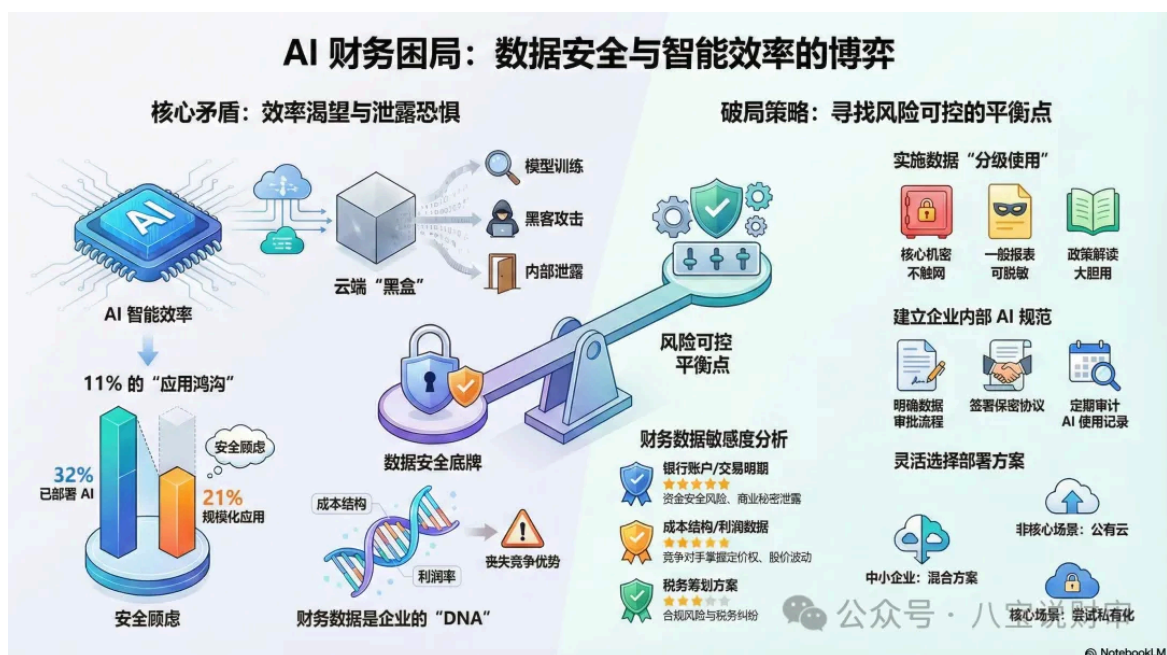 AI 财务困局：数据安全与智能效率的博弈
核心矛盾：效率渴望与泄露恐惧
AI
AI 智能效率
云端“黑盒”
模型训练
黑客攻击
内部泄露
11% 的“应用鸿沟”
32%
已部署 AI
安全顾虑
21%
规模化应用
安全顾虑
数据安全底牌
成本结构
利润率
丧失竞争优势
财务数据是企业的“DNA”
风险可控
平衡点
财务数据敏感度分析
银行账户/交易明期
资金安全风险、商业秘密泄露
成本结构/利润数据
竞争对手掌握定价权、股价波动
税务筹划方案
合规风险与税务纠纷
破局策略：寻找风险可控的平衡点
实施数据“分级使用”
核心机密
不触网
一般报表
可脱敏
政策解读
大胆用
建立企业内部 AI 规范
明确数据
审批流程
签署保密协议
定期审计
AI 使用记录
灵活选择部署方案
非核心场景：公有云
中小企业：混合方案
核心场景：尝试私有化
公众号 · 八宝说财审
NotebookLM